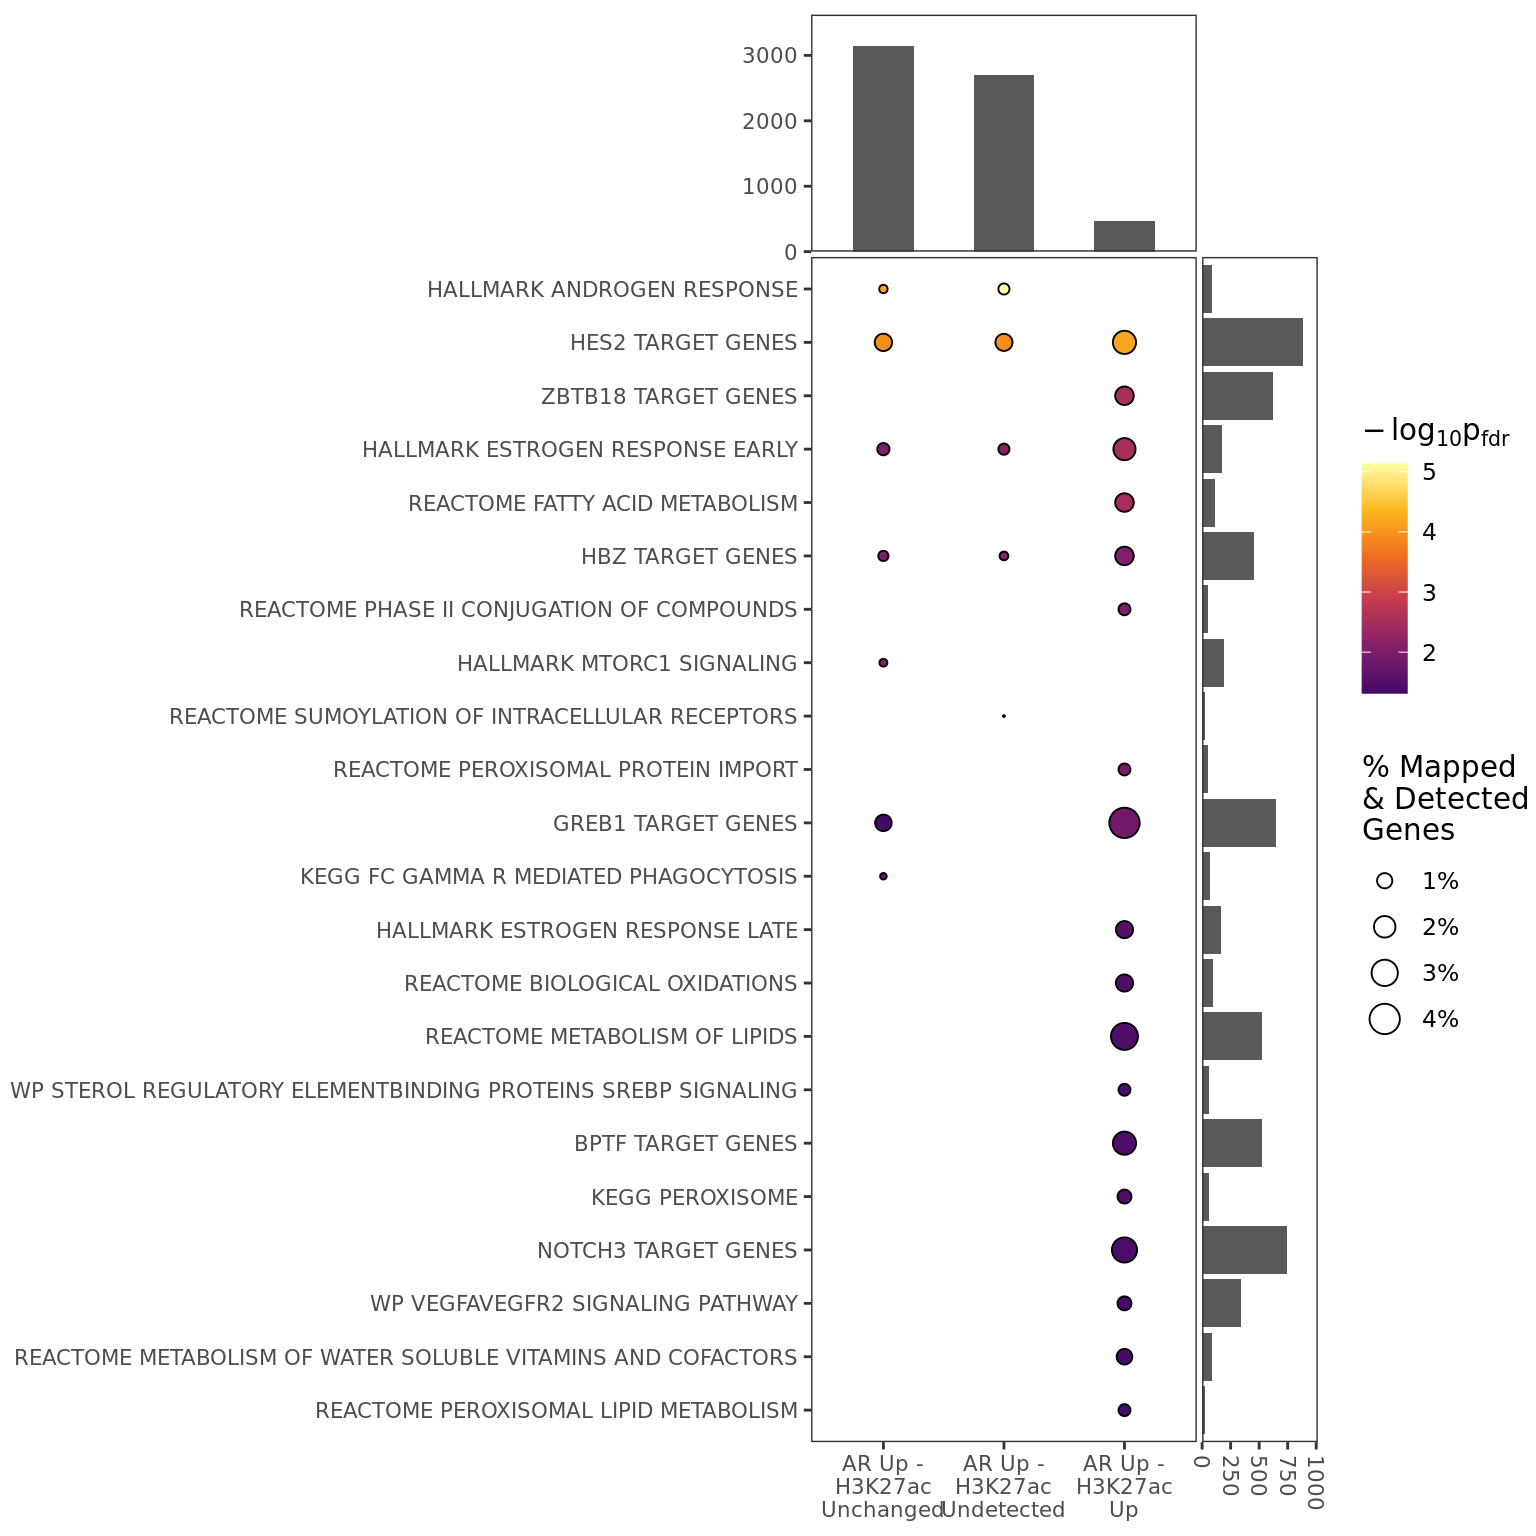 3000
2000
1000
0
HALLMARK ANDROGEN RESPONSE
HES2 TARGET GENES
ZBTB18 TARGET GENES
HALLMARK ESTROGEN RESPONSE EARLY
REACTOME FATTY ACID METABOLISM
HBZ TARGET GENES
REACTOME PHASE II CONJUGATION OF COMPOUNDS
HALLMARK MTORC1 SIGNALING
REACTOME SUMOYLATION OF INTRACELLULAR RECEPTORS
REACTOME PEROXISOMAL PROTEIN IMPORT
GREB1 TARGET GENES
KEGG FC GAMMA R MEDIATED PHAGOCYTOSIS
HALLMARK ESTROGEN RESPONSE LATE
REACTOME BIOLOGICAL OXIDATIONS
REACTOME METABOLISM OF LIPIDS
WP STEROL REGULATORY ELEMENTBINDING PROTEINS SREBP SIGNALING
BPTF TARGET GENES
KEGG PEROXISOME
NOTCH3 TARGET GENES
WP VEGFAVEGFR2 SIGNALING PATHWAY
REACTOME METABOLISM OF WATER SOLUBLE VITAMINS AND COFACTORS
REACTOME PEROXISOMAL LIPID METABOLISM
AR Up -
H3K27ac
Unchanged
AR Up -
H3K27ac
Undetected
AR Up -
H3K27ac
Up
0
250
500
750
1000
− log₁₀p_fdr
5
4
3
2
% Mapped
& Detected
Genes
1%
2%
3%
4%